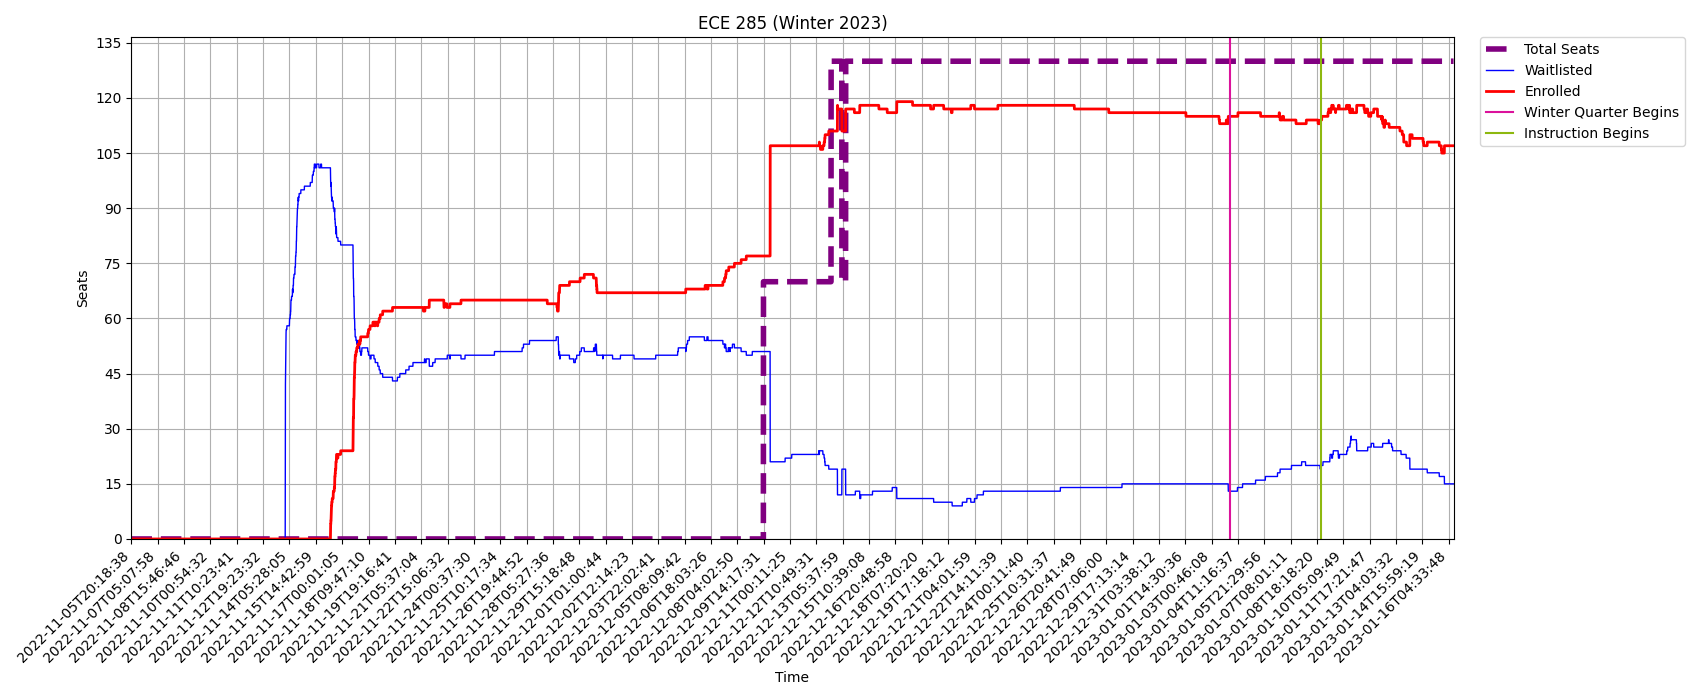 ECE 285 (Winter 2023)
Seats
135
120
105
90
75
60
45
30
15
0
Total Seats
Waitlisted
Enrolled
Winter Quarter Begins
Instruction Begins
2022-11-05T20:18:38
2022-11-07T05:07:58
2022-11-08T15:46:46
2022-11-10T00:54:32
2022-11-11T10:23:41
2022-11-12T19:23:32
2022-11-14T05:28:05
2022-11-15T14:42:59
2022-11-17T00:01:05
2022-11-18T09:47:10
2022-11-19T19:16:41
2022-11-21T05:37:04
2022-11-22T15:06:32
2022-11-24T00:37:30
2022-11-25T10:17:34
2022-11-26T19:44:52
2022-11-28T05:27:36
2022-11-29T15:18:48
2022-12-01T01:00:44
2022-12-02T12:14:23
2022-12-03T22:02:41
2022-12-05T08:09:42
2022-12-06T18:03:26
2022-12-08T04:02:50
2022-12-09T14:17:31
2022-12-11T00:11:25
2022-12-12T10:49:31
2022-12-13T05:37:59
2022-12-15T10:39:08
2022-12-16T20:48:58
2022-12-18T07:20:20
2022-12-19T17:18:12
2022-12-21T04:01:59
2022-12-22T14:11:39
2022-12-24T00:11:40
2022-12-25T10:31:37
2022-12-26T20:41:49
2022-12-28T07:06:00
2022-12-29T17:13:14
2022-12-31T03:38:12
2023-01-01T14:30:36
2023-01-03T00:46:08
2023-01-04T11:16:37
2023-01-05T21:29:56
2023-01-07T08:01:11
2023-01-08T18:18:20
2023-01-10T05:09:49
2023-01-11T17:21:47
2023-01-13T04:03:32
2023-01-14T15:59:19
2023-01-16T04:33:48
Time